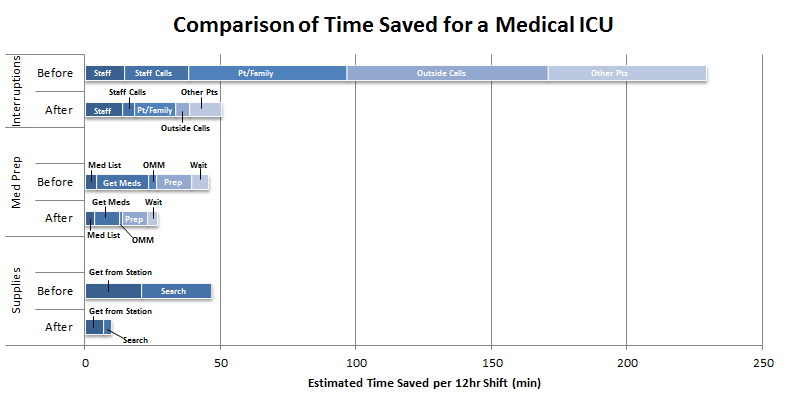 Comparison of Time Saved for a Medical ICU
Interruptions
Before
Staff
Staff Calls
Pt/Family
Outside Calls
Other Pts
Staff Calls
Other Pts
After
Staff
Pt/Family
Outside Calls
Med Prep
Med List
OMM
Wait
Before
Get Meds
Prep
Get Meds
Wait
After
Prep
Med List
OMM
Supplies
Get from Station
Before
Search
Get from Station
After
Search
0
50
100
150
200
250
Estimated Time Saved per 12hr Shift (min)